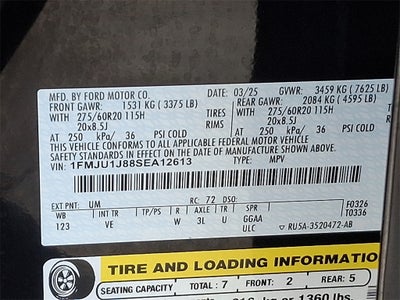 MFD. BY FORD MOTOR CO. 03/25 GVWR: 3459 KG (7625 LB)
FRONT GAWR: 1531 KG (3375 LB) REAR GAWR: 2084 KG (4595 LB)
WITH 275/60R20 115H TIRES WITH 275/60R20 115H
20x8.5J RIMS 20x8.5J
AT 250 kPa/ 36 PSI COLD AT 250 kPa/ 36 PSI COLD
THIS VEHICLE CONFORMS TO ALL APPLICABLE FEDERAL MOTOR VEHICLE
SAFETY STANDARDS IN EFFECT ON THE DATE OF MANUFACTURE SHOWN ABOVE.
VIN: 1FMJU1J88SEA12613 MPV
EXT PNT: UM RC: 72 DSO:
WB INT TR TP/PS R AXLE TR SPR F0326
123 VE W 3L U GGAA T0336
ULC RU5A-3520472-AB
TIRE AND LOADING INFORMATION
SEATING CAPACITY TOTAL: 7 FRONT: 2 REAR: 5
kg or 1360 lbs.